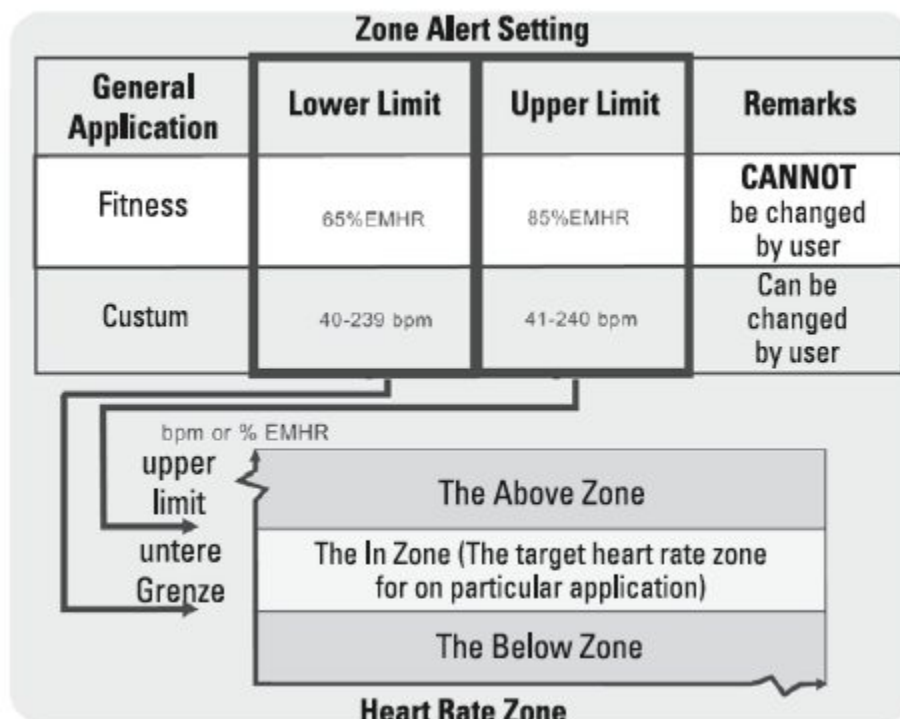 Zone Alert Setting
General
Application
Lower Limit
Upper Limit
Remarks
Fitness
65%EMHR
85%EMHR
CANNOT
be changed
by user
Custum
40-239 bpm
41-240 bpm
Can be
changed
by user
bpm or % EMHR
upper
limit
untere
Grenze
The Above Zone
The In Zone (The target heart rate zone
for on particular application)
The Below Zone
Heart Rate Zone